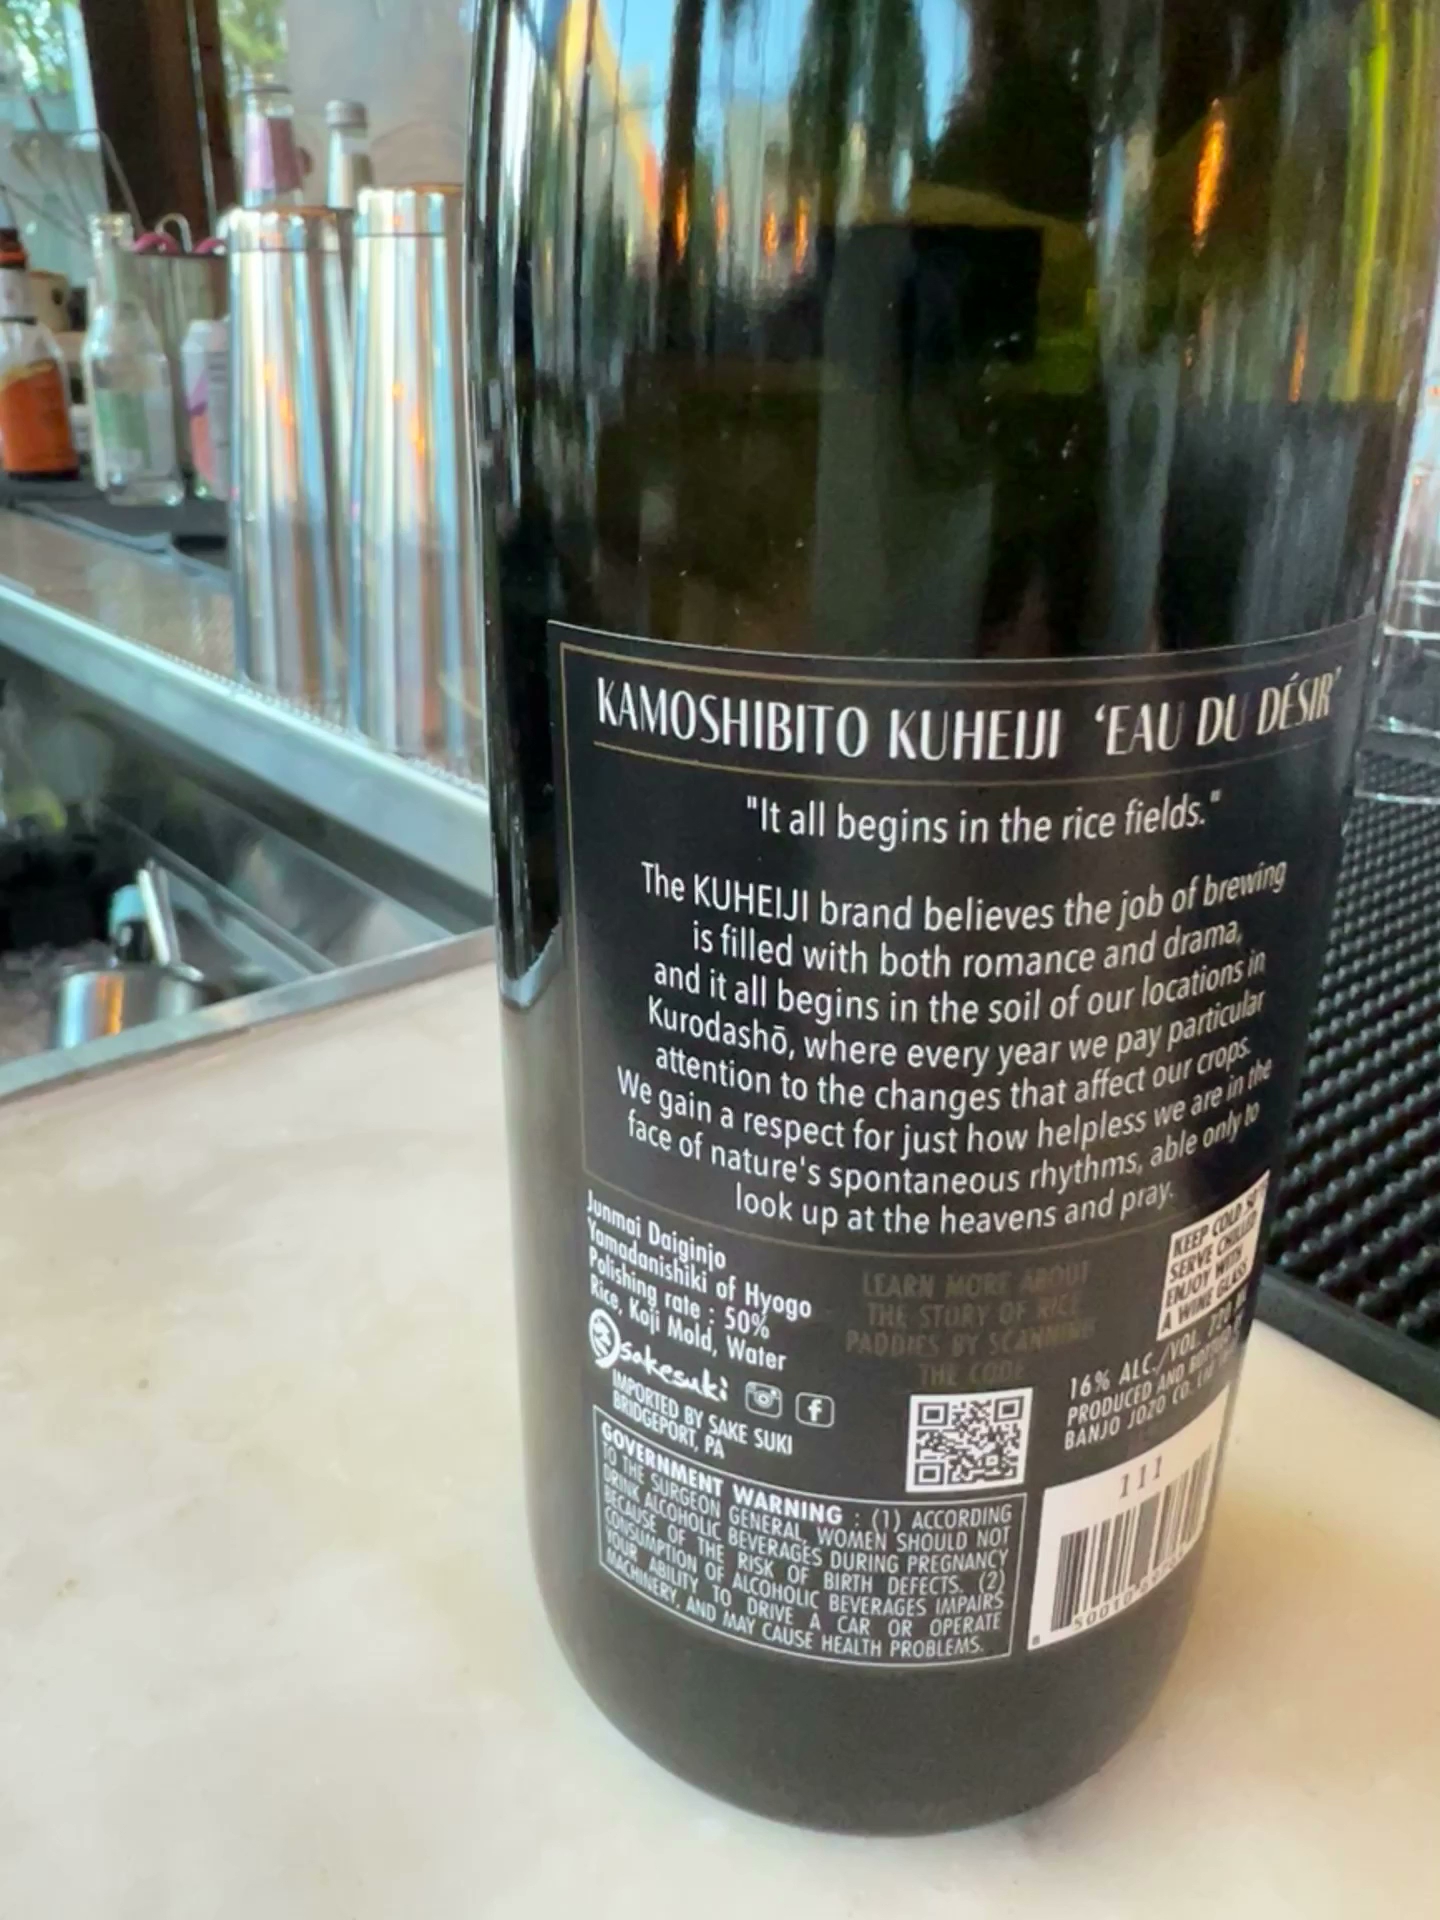 KAMOSHIBITO KUHEIJI 'EAU DU DÉSIR'
"It all begins in the rice fields."
The KUHEIJI brand believes the job of brewing
is filled with both romance and drama,
and it all begins in the soil of our locations in
Kurodashō, where every year we pay particular
attention to the changes that affect our crops.
We gain a respect for just how helpless we are in the
face of nature's spontaneous rhythms, able only to
look up at the heavens and pray.
Junmai Daiginjo
Yamadanishiki of Hyogo
Polishing rate : 50%
Rice, Koji Mold, Water
sakesuki
IMPORTED BY SAKE SUKI
BRIDGEPORT, PA
LEARN MORE ABOUT
THE STORY OF RICE
PADDIES BY SCANNING
THE CODE
KEEP COLD
SERVE CHILLED
ENJOY WITH
A WINE GLASS
16% ALC./VOL.
PRODUCED AND BOTTLED
BANJO JOZO CO.
GOVERNMENT WARNING : (1) ACCORDING
TO THE SURGEON GENERAL, WOMEN SHOULD NOT
DRINK ALCOHOLIC BEVERAGES DURING PREGNANCY
BECAUSE OF THE RISK OF BIRTH DEFECTS. (2)
CONSUMPTION OF ALCOHOLIC BEVERAGES IMPAIRS
YOUR ABILITY TO DRIVE A CAR OR OPERATE
MACHINERY, AND MAY CAUSE HEALTH PROBLEMS.
111